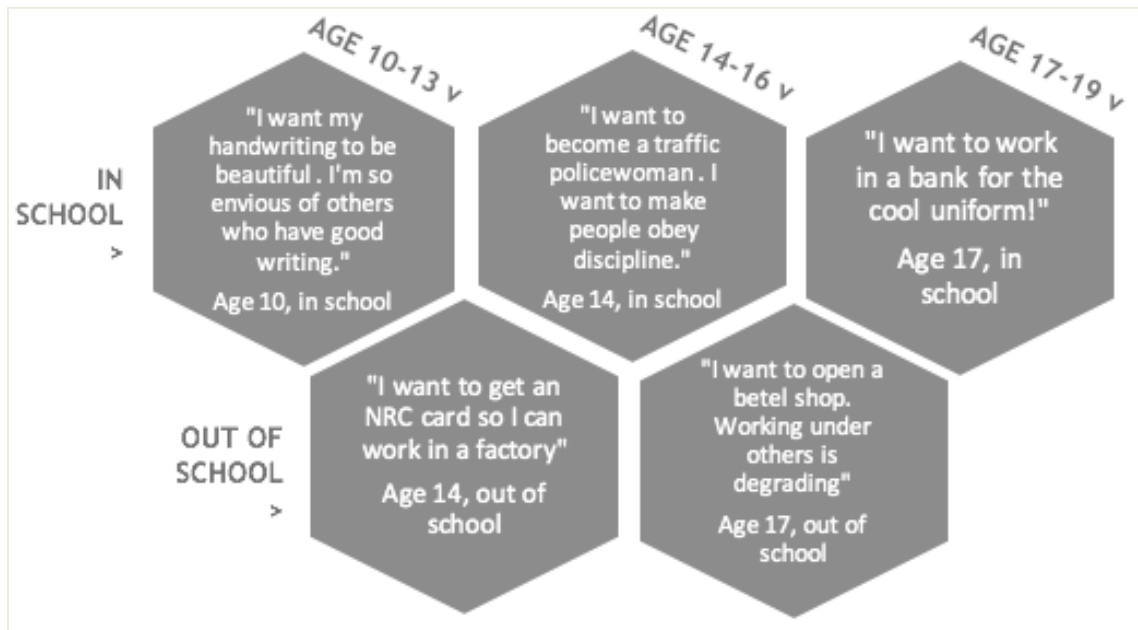 AGE 10-13 v
AGE 14-16 v
AGE 17-19 v
IN
SCHOOL
>
"I want my
handwriting to be
beautiful . I'm so
envious of others
who have good
writing."
Age 10, in school
"I want to
become a traffic
policewoman . I
want to make
people obey
discipline."
Age 14, in school
"I want to work
in a bank for the
cool uniform!"
Age 17, in
school
OUT OF
SCHOOL
>
"I want to get an
NRC card so I can
work in a factory"
Age 14, out of
school
"I want to open a
betel shop.
Working under
others is
degrading"
Age 17, out of
school